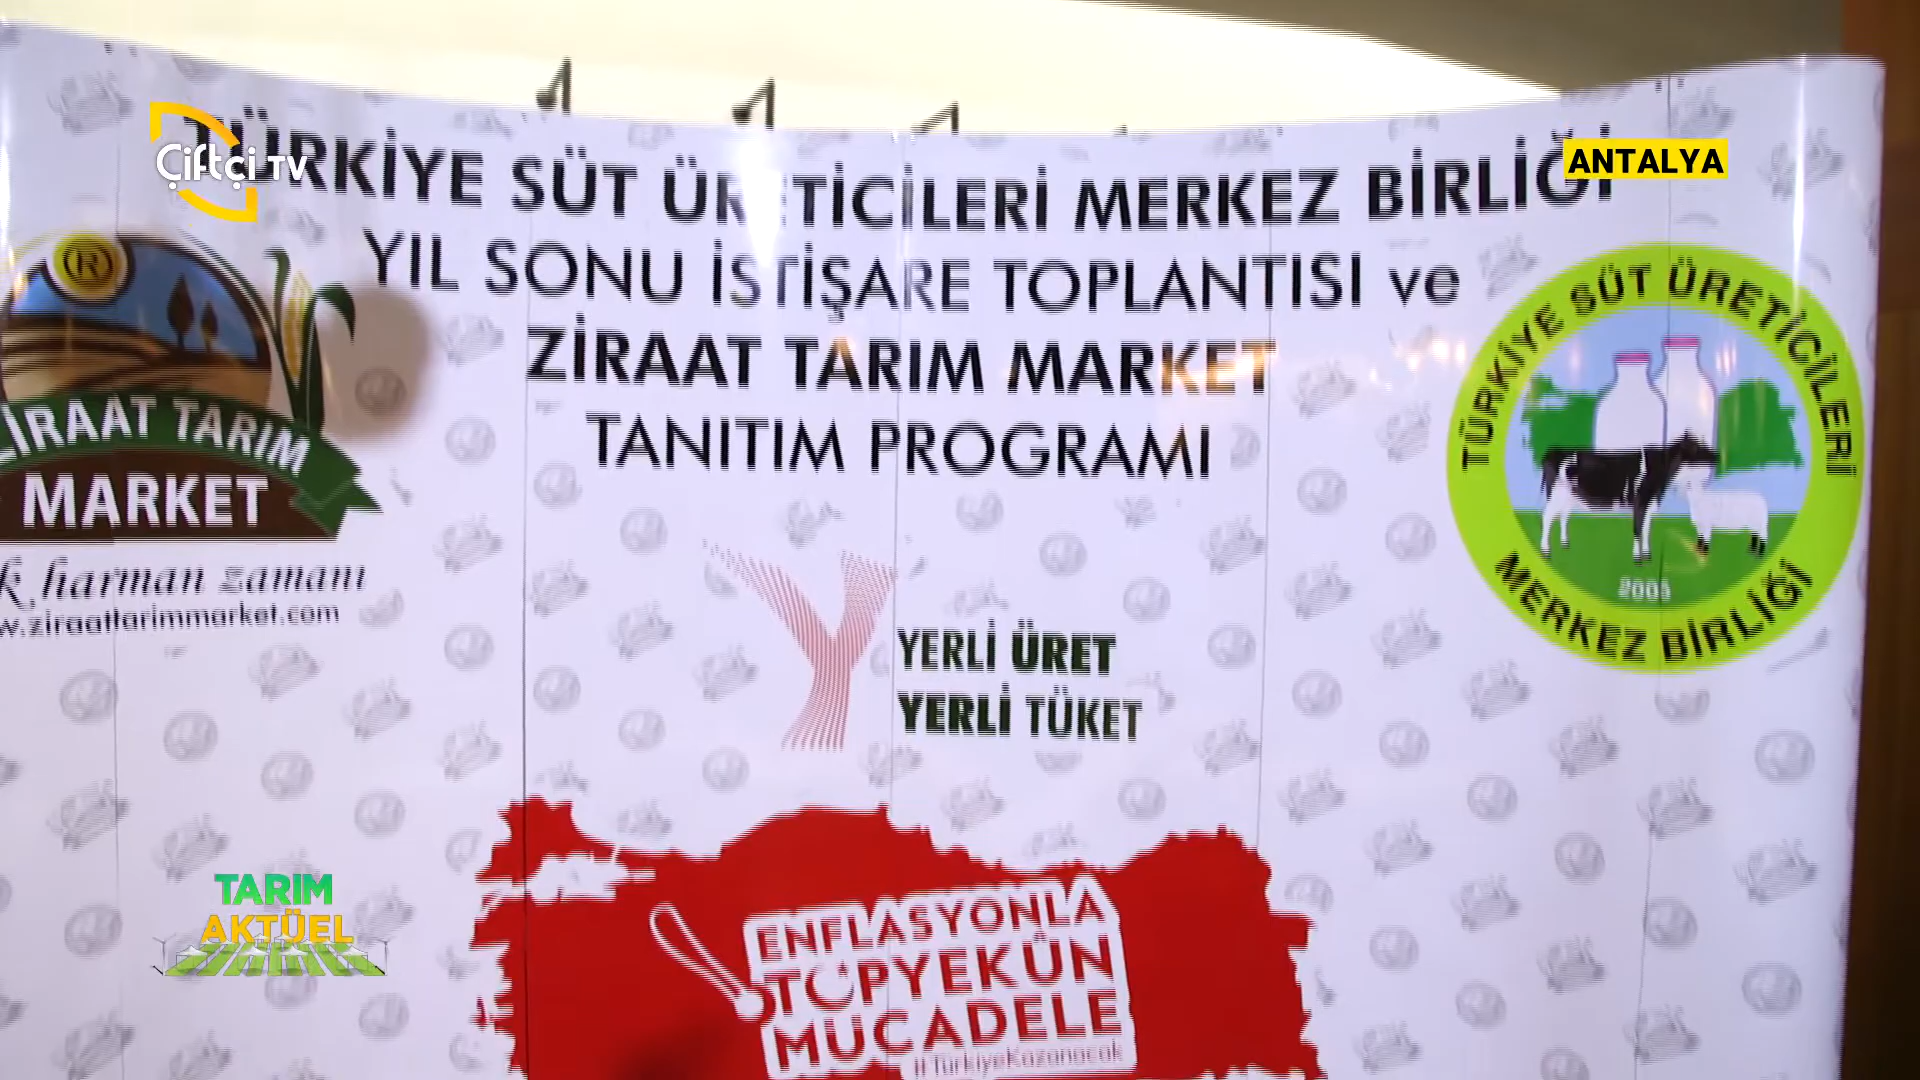 Çiftçi TV
ANTALYA
TÜRKİYE SÜT ÜRETİCİLERİ MERKEZ BİRLİĞİ
YIL SONU İSTİŞARE TOPLANTISI ve
ZİRAAT TARIM MARKET
TANITIM PROGRAMI
®
ZİRAAT TARIM
MARKET
harman zamanı
w.ziraattarimmarket.com
TÜRKİYE SÜT ÜRETİCİLERİ
2005
MERKEZ BİRLİĞİ
YERLİ ÜRET
YERLİ TÜKET
TARIM
AKTÜEL
ENFLASYONLA
TOPYEKÜN
MÜCADELE
#TürkiyeKazanacak